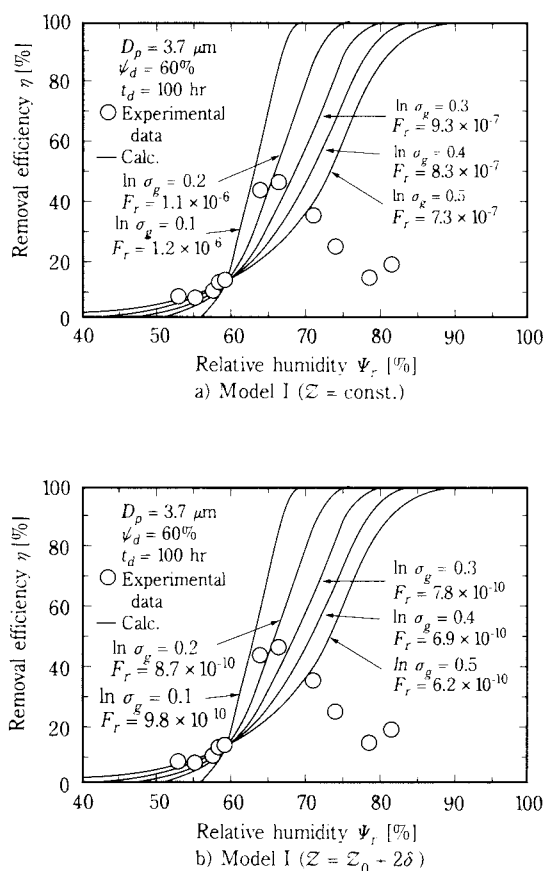 100
80
60
40
20
0
Removal efficiency η [%]
D_p = 3.7 μm
ψ_d = 60%
t_d = 100 hr
Experimental
data
Calc.
ln σ_g = 0.2
F_r = 1.1 × 10^-6
ln σ_g = 0.1
F_r = 1.2 × 10^-6
ln σ_g = 0.3
F_r = 9.3 × 10^-7
ln σ_g = 0.4
F_r = 8.3 × 10^-7
ln σ_g = 0.5
F_r = 7.3 × 10^-7
40 50 60 70 80 90 100
Relative humidity Ψ_r [%]
a) Model I (Z = const.)
100
80
60
40
20
0
Removal efficiency η [%]
D_p = 3.7 μm
ψ_d = 60%
t_d = 100 hr
Experimental
data
Calc.
ln σ_g = 0.2
F_r = 8.7 × 10^-10
ln σ_g = 0.1
F_r = 9.8 × 10^-10
ln σ_g = 0.3
F_r = 7.8 × 10^-10
ln σ_g = 0.4
F_r = 6.9 × 10^-10
ln σ_g = 0.5
F_r = 6.2 × 10^-10
40 50 60 70 80 90 100
Relative humidity Ψ_r [%]
b) Model I (Z = Z_0 - 2δ)